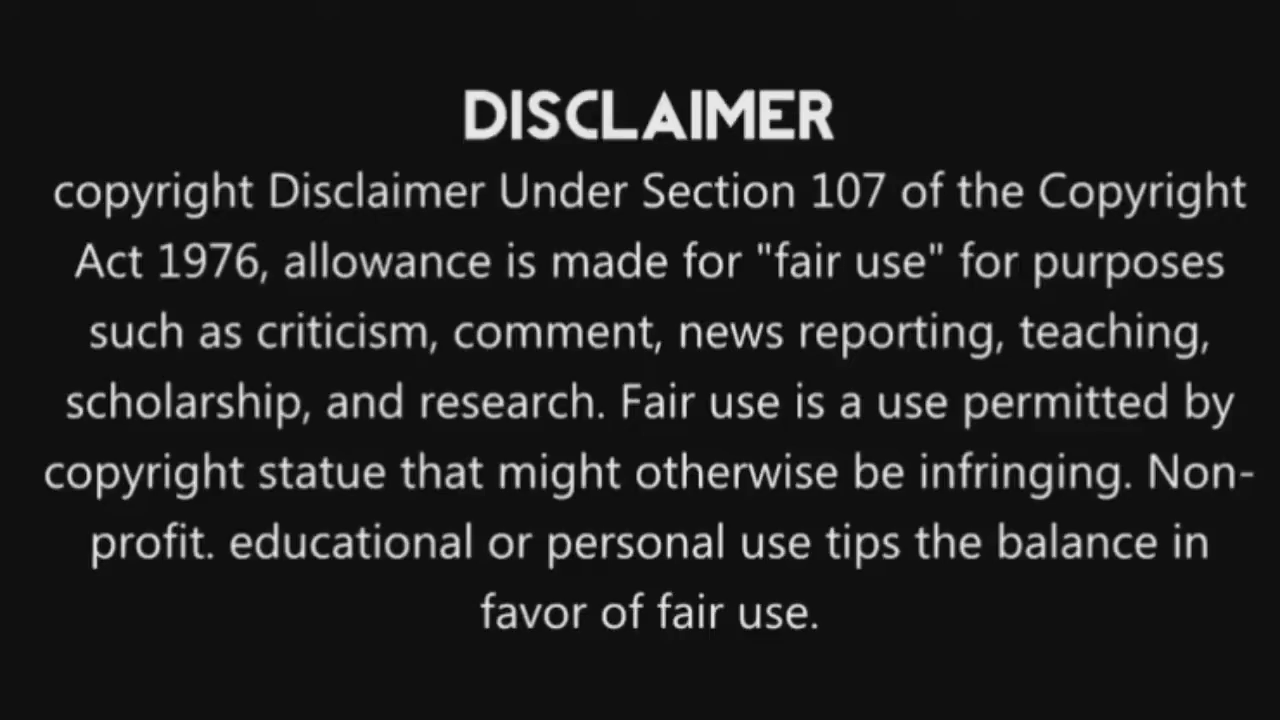 DISCLAIMER
copyright Disclaimer Under Section 107 of the Copyright
Act 1976, allowance is made for "fair use" for purposes
such as criticism, comment, news reporting, teaching,
scholarship, and research. Fair use is a use permitted by
copyright statue that might otherwise be infringing. Non-
profit. educational or personal use tips the balance in
favor of fair use.